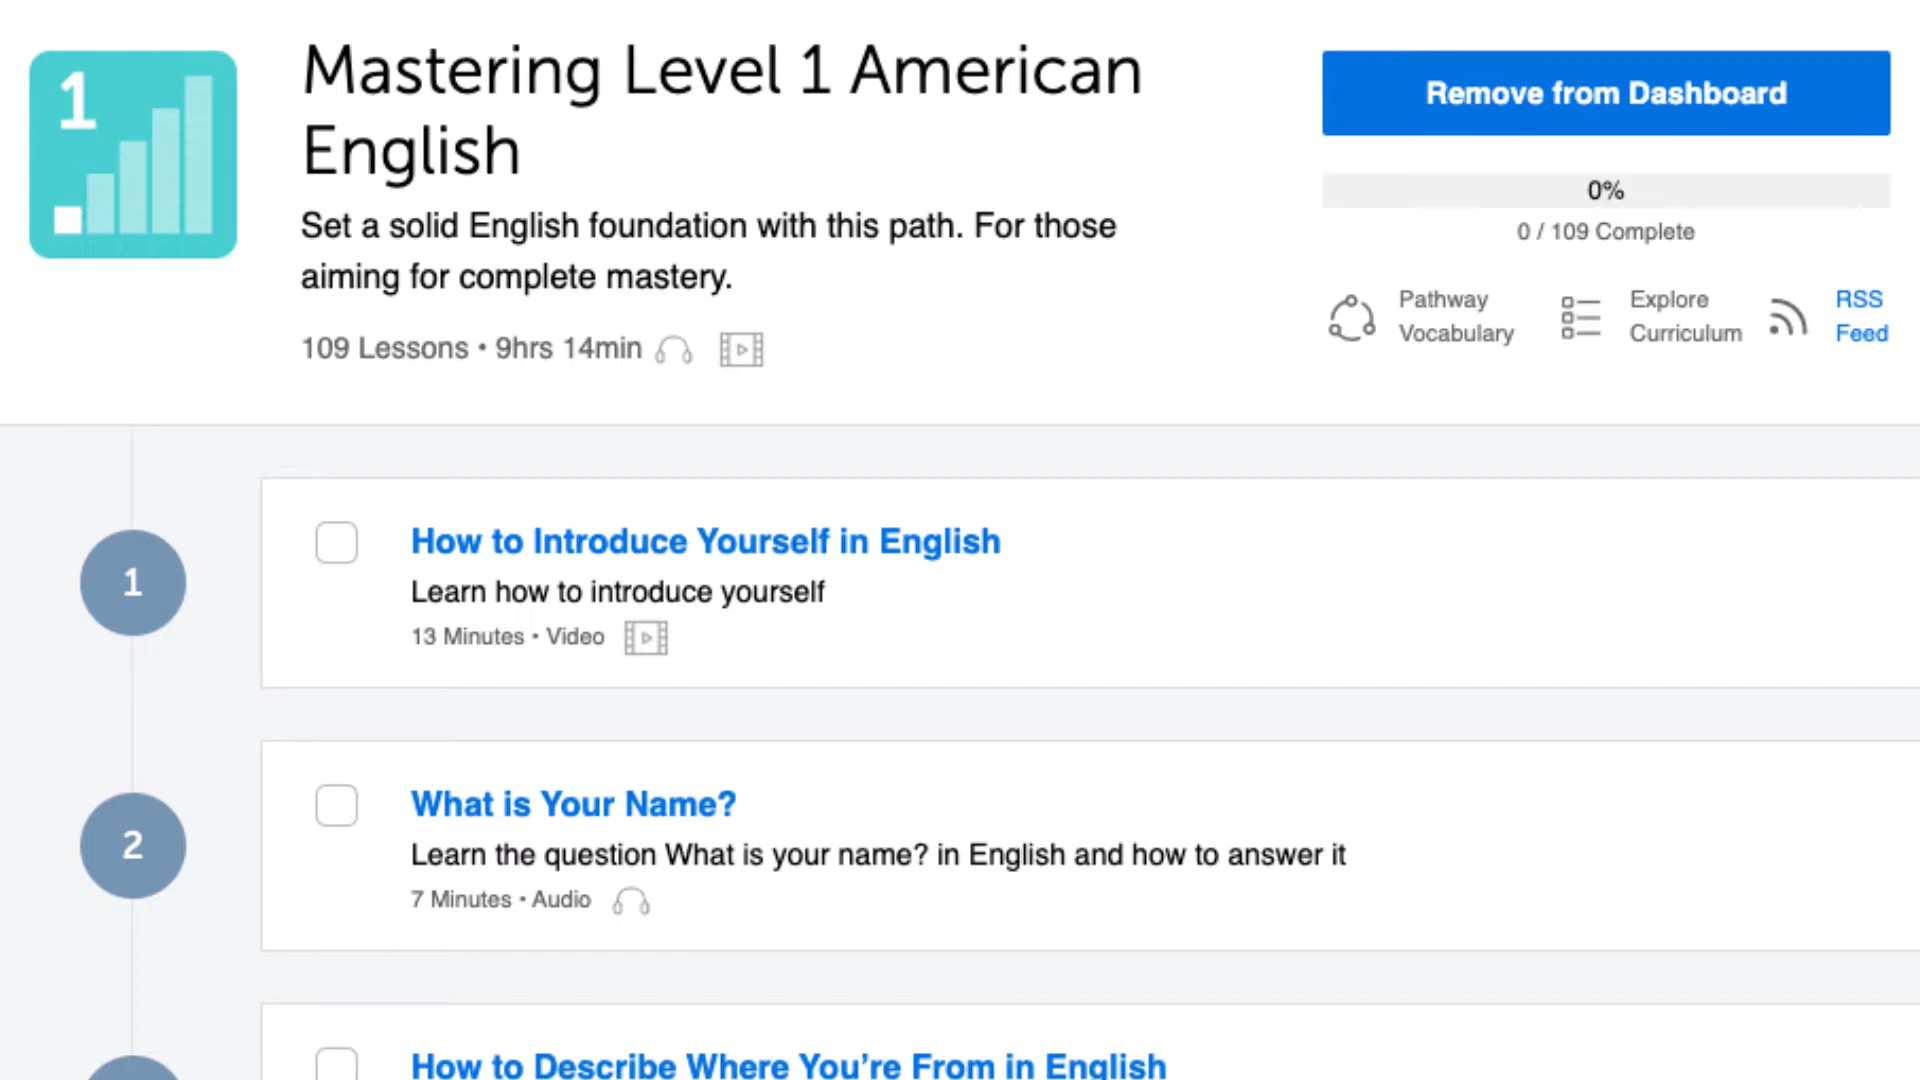 1
Mastering Level 1 American
English
Set a solid English foundation with this path. For those
aiming for complete mastery.
109 Lessons • 9hrs 14min
Remove from Dashboard
0%
0 / 109 Complete
Pathway
Vocabulary
Explore
Curriculum
RSS
Feed
1
How to Introduce Yourself in English
Learn how to introduce yourself
13 Minutes • Video
2
What is Your Name?
Learn the question What is your name? in English and how to answer it
7 Minutes • Audio
How to Describe Where You’re From in English